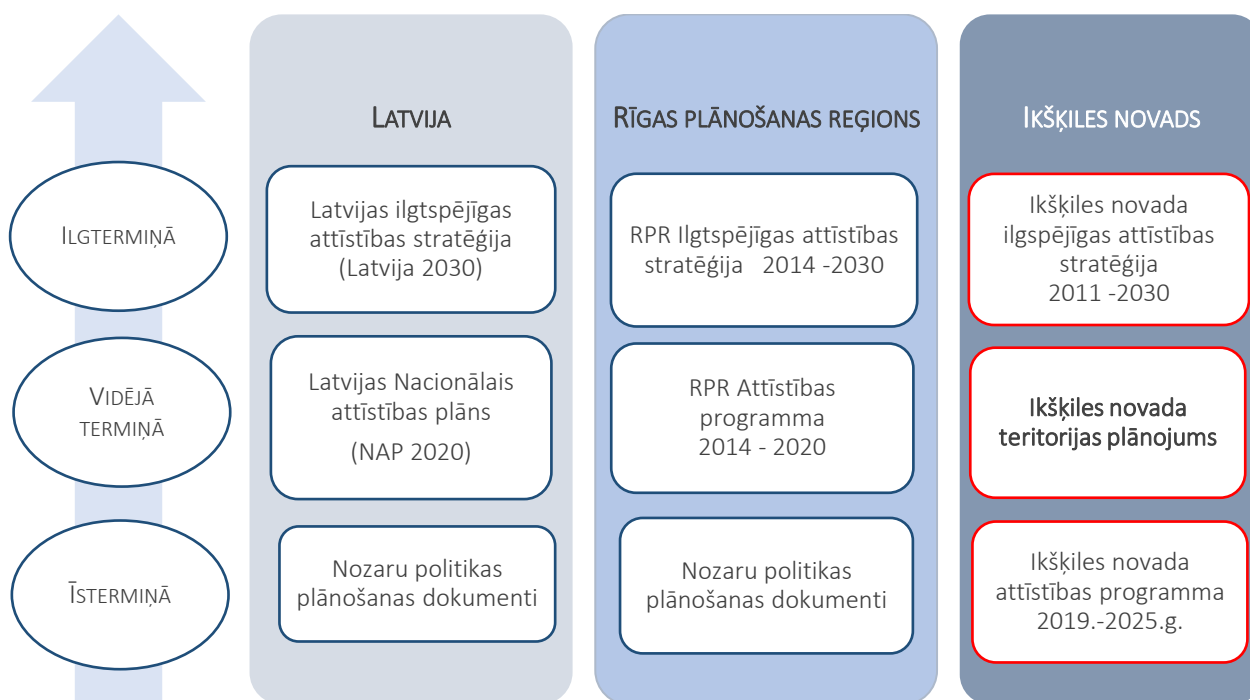 LATVIJA
RĪGAS PLĀNOŠANAS REĢIONS
IKŠĶILES NOVADS
ILGTERMIŅĀ
Latvijas ilgtspējīgas
attīstības stratēģija
(Latvija 2030)
RPR Ilgtspējīgas attīstības
stratēģija 2014 -2030
Ikšķiles novada
ilgspējīgas attīstības
stratēģija
2011 -2030
VIDĒJĀ
TERMIŅĀ
Latvijas Nacionālais
attīstības plāns
(NAP 2020)
RPR Attīstības
programma
2014 - 2020
Ikšķiles novada
teritorijas plānojums
ĪSTERMIŅĀ
Nozaru politikas
plānošanas dokumenti
Nozaru politikas
plānošanas dokumenti
Ikšķiles novada
attīstības programma
2019.-2025.g.